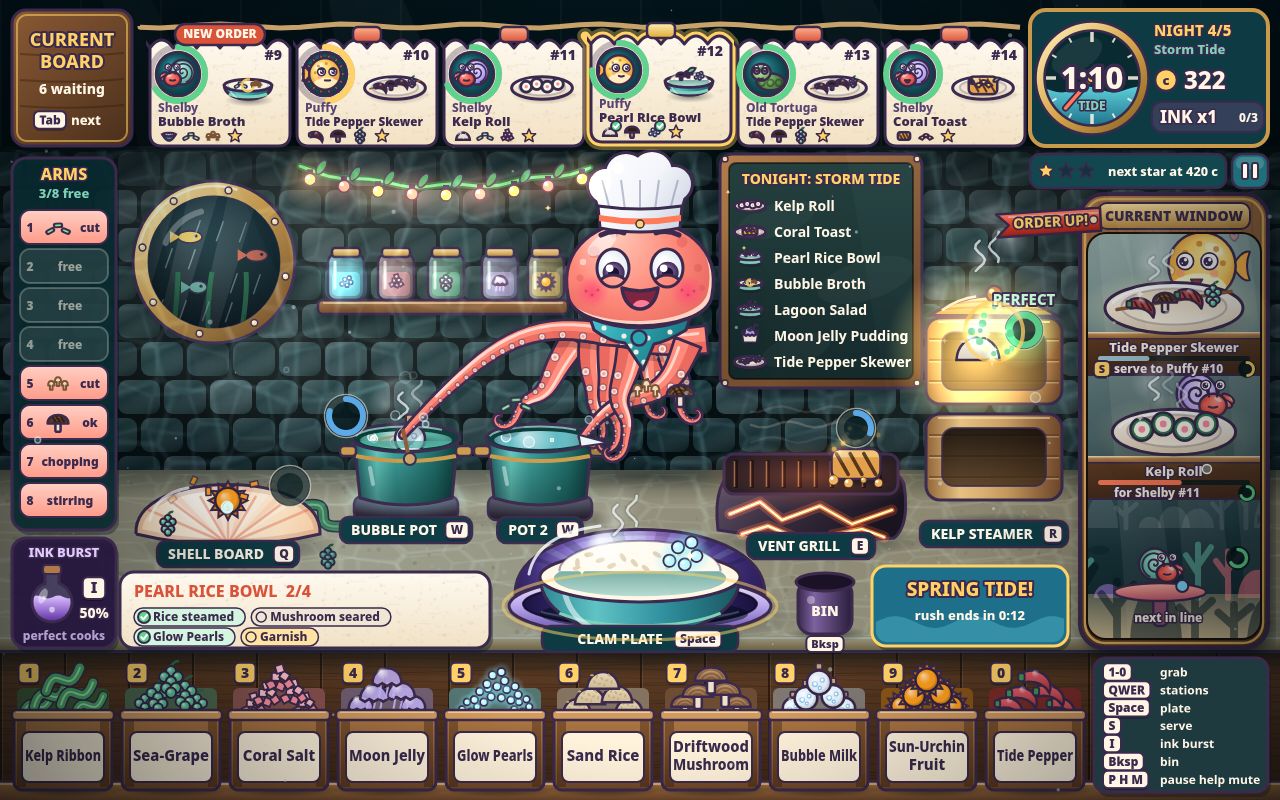 CURRENT
BOARD
6 waiting
Tab next
NEW ORDER
#9
Shelby
Bubble Broth
#10
Puffy
Tide Pepper Skewer
#11
Shelby
Kelp Roll
#12
Puffy
Pearl Rice Bowl
#13
Old Tortuga
Tide Pepper Skewer
#14
Shelby
Coral Toast
1:10
TIDE
NIGHT 4/5
Storm Tide
c 322
INK x1 0/3
next star at 420 c
ARMS
3/8 free
1 cut
2 free
3 free
4 free
5 cut
6 ok
7 chopping
8 stirring
TONIGHT: STORM TIDE
Kelp Roll
Coral Toast
Pearl Rice Bowl
Bubble Broth
Lagoon Salad
Moon Jelly Pudding
Tide Pepper Skewer
ORDER UP!
CURRENT WINDOW
PERFECT
Tide Pepper Skewer
S serve to Puffy #10
Kelp Roll
for Shelby #11
next in line
BUBBLE POT W
POT 2 W
SHELL BOARD Q
VENT GRILL E
KELP STEAMER R
INK BURST
I
50%
perfect cooks
PEARL RICE BOWL 2/4
Rice steamed
Mushroom seared
Glow Pearls
Garnish
CLAM PLATE Space
BIN
Bksp
SPRING TIDE!
rush ends in 0:12
1
Kelp Ribbon
2
Sea-Grape
3
Coral Salt
4
Moon Jelly
5
Glow Pearls
6
Sand Rice
7
Driftwood
Mushroom
8
Bubble Milk
9
Sun-Urchin
Fruit
0
Tide Pepper
1-0 grab
QWER stations
Space plate
S serve
I ink burst
Bksp bin
P H M pause help mute